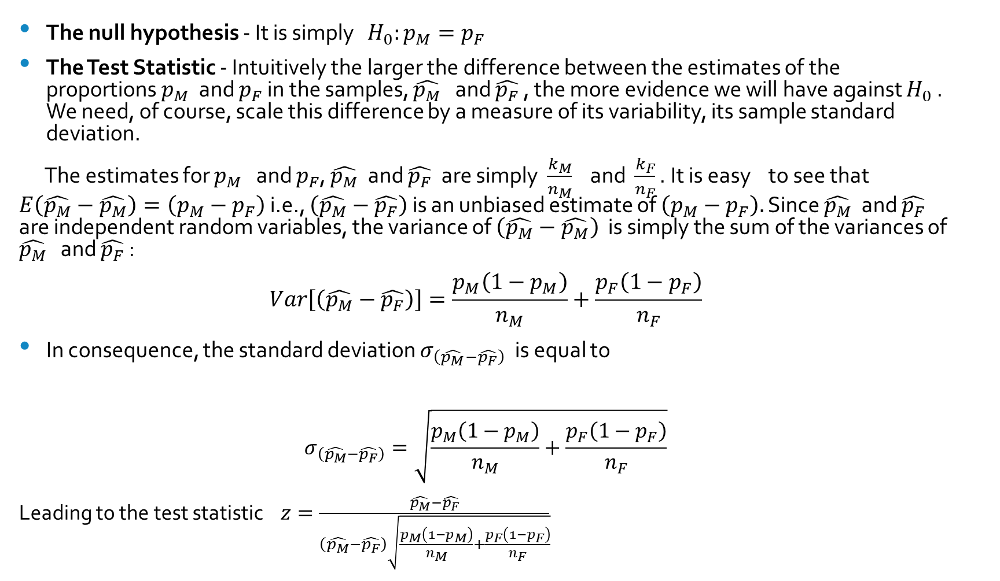 • The null hypothesis - It is simply $H_0: p_M = p_F$
• The Test Statistic - Intuitively the larger the difference between the estimates of the
proportions $p_M$ and $p_F$ in the samples, $\widehat{p_M}$ and $\widehat{p_F}$ , the more evidence we will have against $H_0$ .
We need, of course, scale this difference by a measure of its variability, its sample standard
deviation.
The estimates for $p_M$ and $p_F$, $\widehat{p_M}$ and $\widehat{p_F}$ are simply $\frac{k_M}{n_M}$ and $\frac{k_F}{n_F}$ . It is easy to see that
$E(\widehat{p_M} - \widehat{p_M}) = (p_M - p_F)$ i.e., $(\widehat{p_M} - \widehat{p_F})$ is an unbiased estimate of $(p_M - p_F)$. Since $\widehat{p_M}$ and $\widehat{p_F}$
are independent random variables, the variance of $(\widehat{p_M} - \widehat{p_M})$ is simply the sum of the variances of
$\widehat{p_M}$ and $\widehat{p_F}$ :
$Var[(\widehat{p_M} - \widehat{p_F})] = \frac{p_M(1 - p_M)}{n_M} + \frac{p_F(1 - p_F)}{n_F}$
• In consequence, the standard deviation $\sigma_{(\widehat{p_M} - \widehat{p_F})}$ is equal to
$\sigma_{(\widehat{p_M} - \widehat{p_F})} = \sqrt{\frac{p_M(1 - p_M)}{n_M} + \frac{p_F(1 - p_F)}{n_F}}$
Leading to the test statistic $z = \frac{\widehat{p_M} - \widehat{p_F}}{(\widehat{p_M} - \widehat{p_F})\sqrt{\frac{p_M(1 - p_M)}{n_M} + \frac{p_F(1 - p_F)}{n_F}}}$